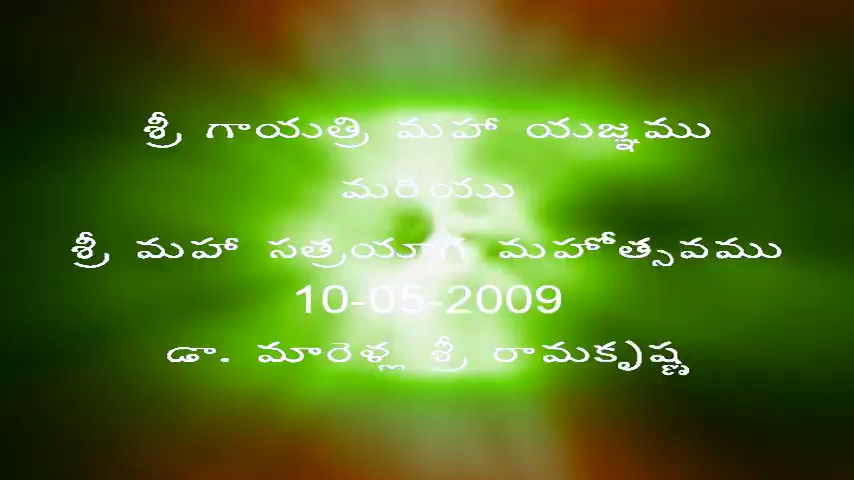 శ్రీ గాయత్రి మహా యజ్ఞము
మరియు
శ్రీ మహా సత్రయాగ మహోత్సవము
10-05-2009
డా. మారెళ్ల శ్రీ రామకృష్ణ